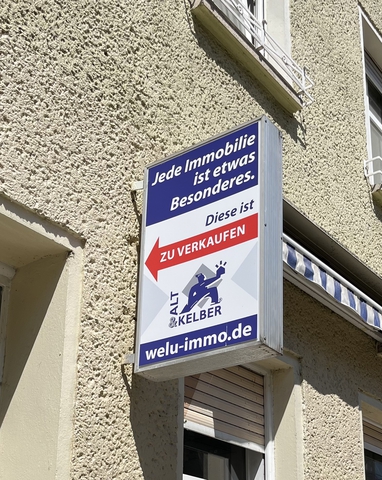 Jede Immobilie
ist etwas
Besonderes.
Diese ist
ZU VERKAUFEN
ALT
&KELBER
welu-immo.de